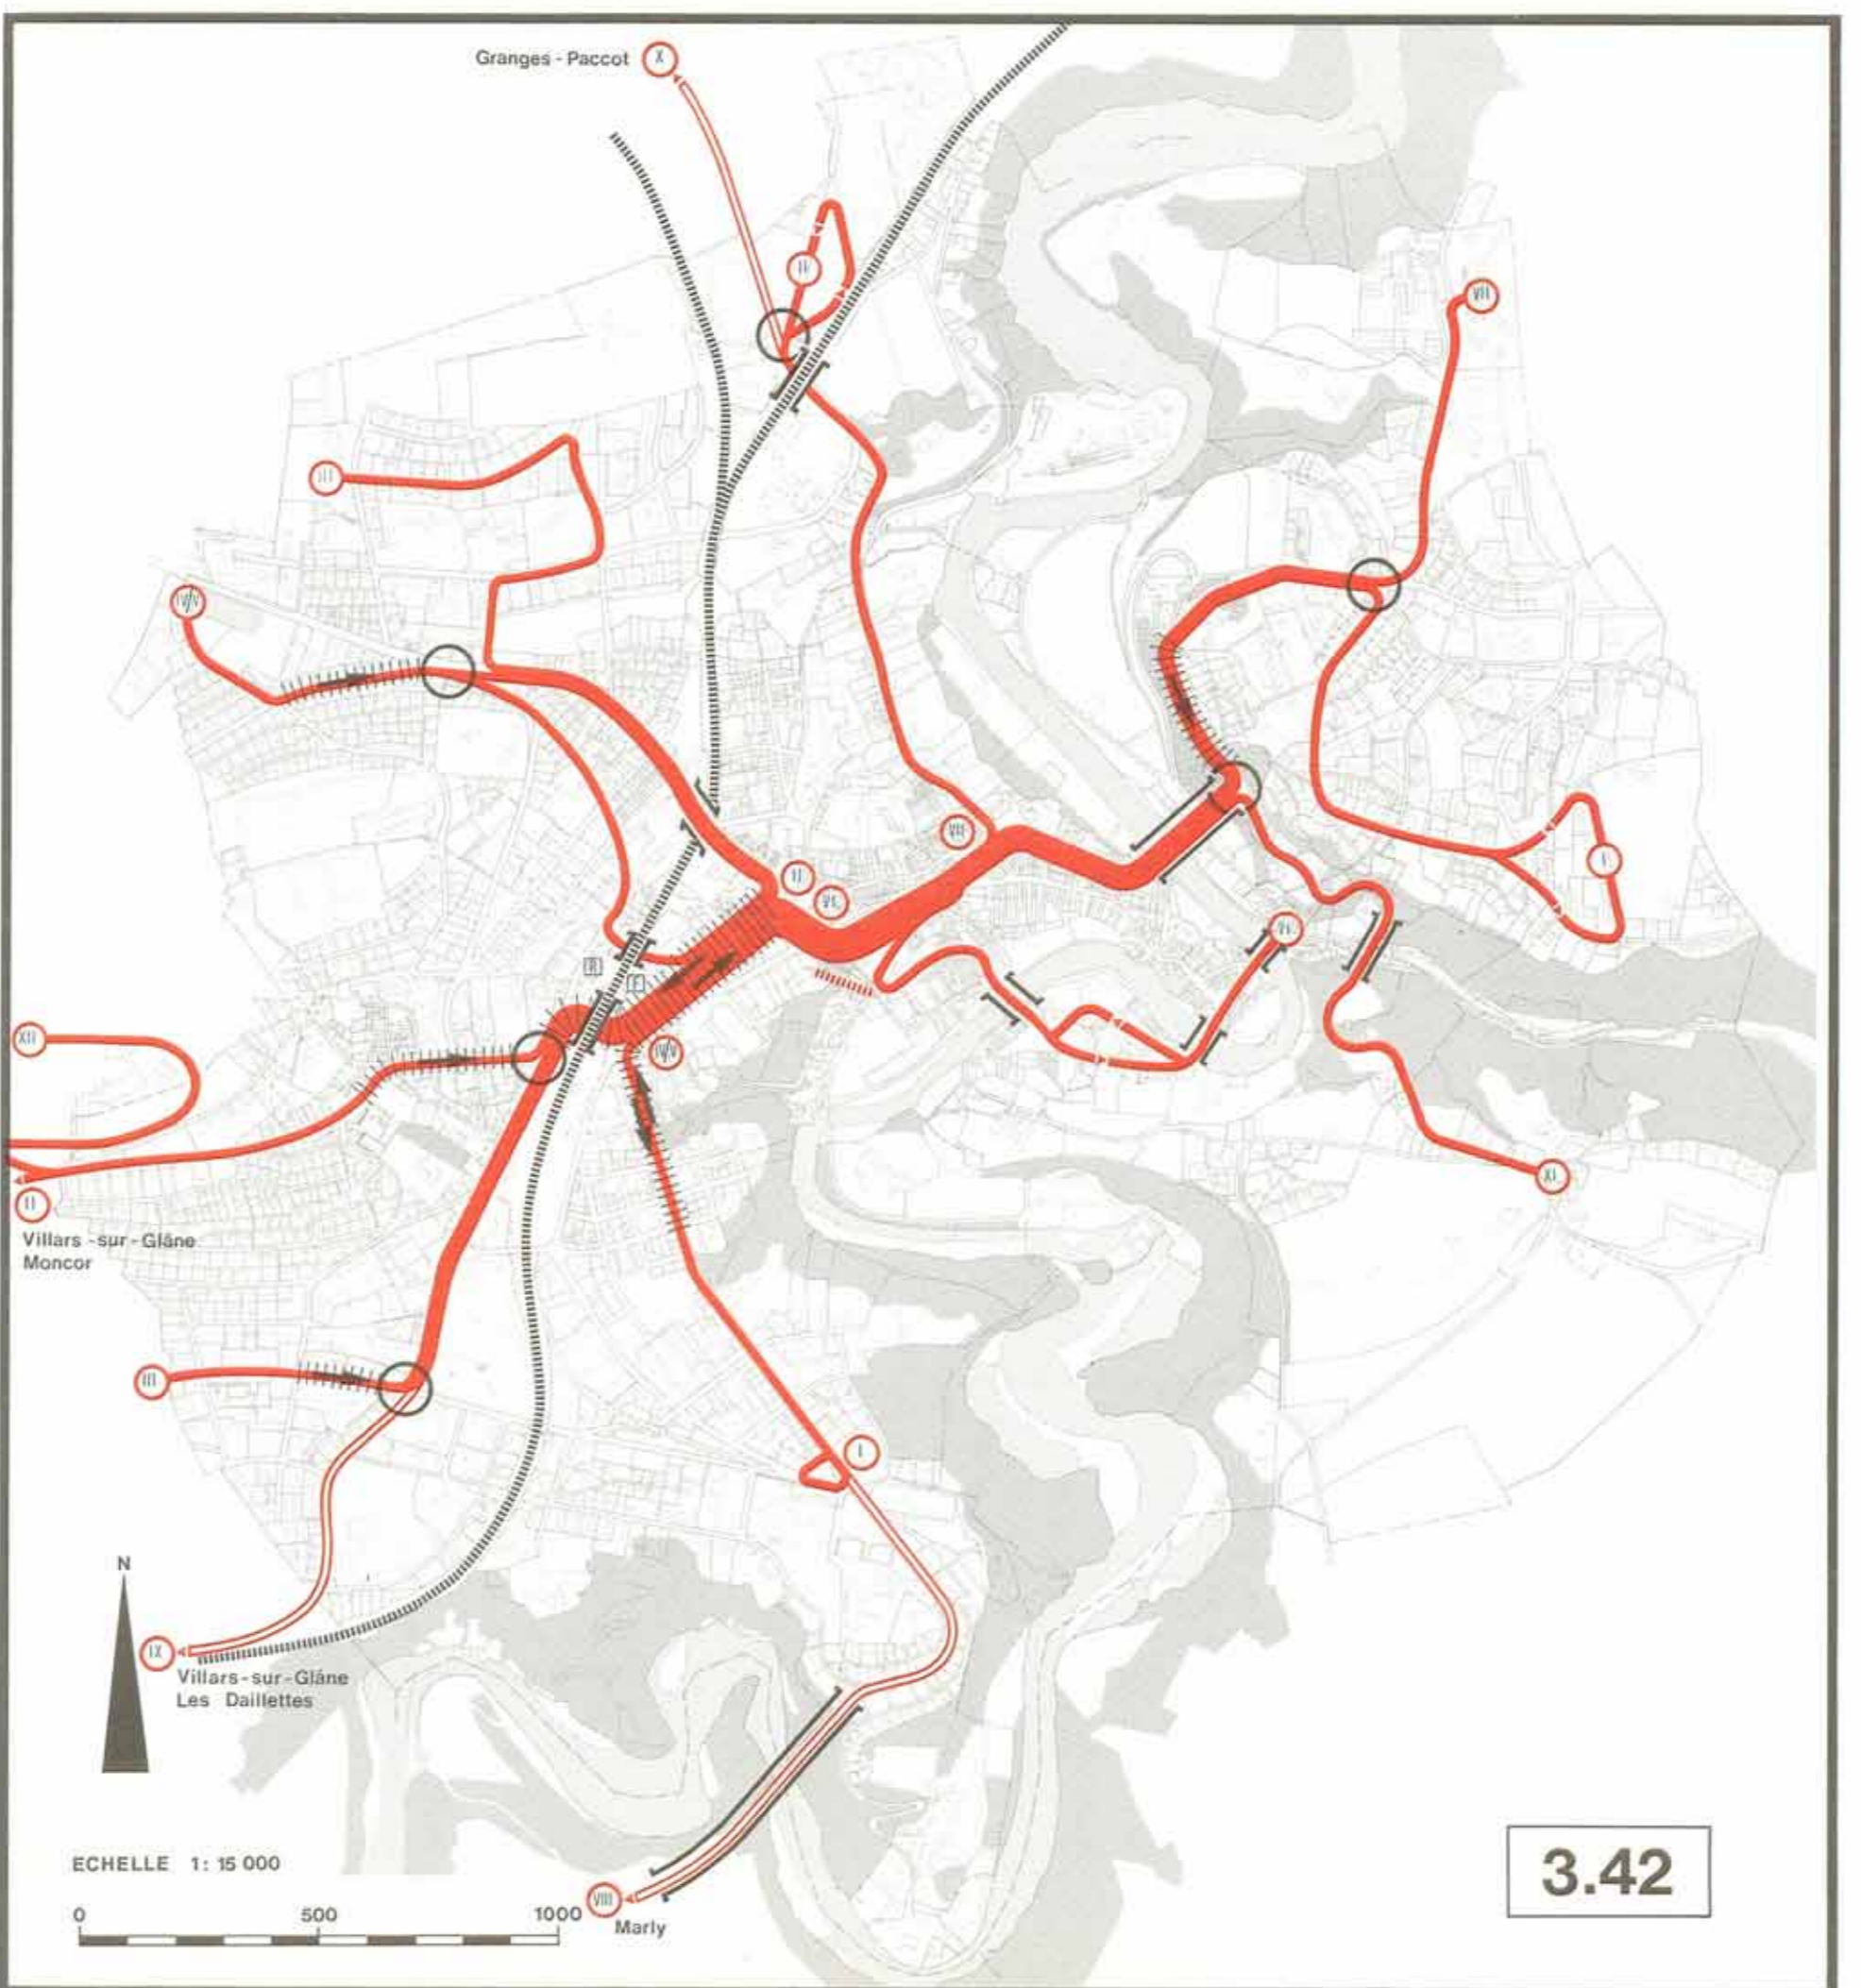 Granges - Paccot X
II
VII
III
IV/V
VII
II
VI
I
VI
R
F
XII
IV/V
XI
II
Villars - sur - Glâne
Moncor
III
I
N
IX
Villars - sur - Glâne
Les Daillettes
ECHELLE 1: 15 000
0 500 1000
VIII
Marly
3.42